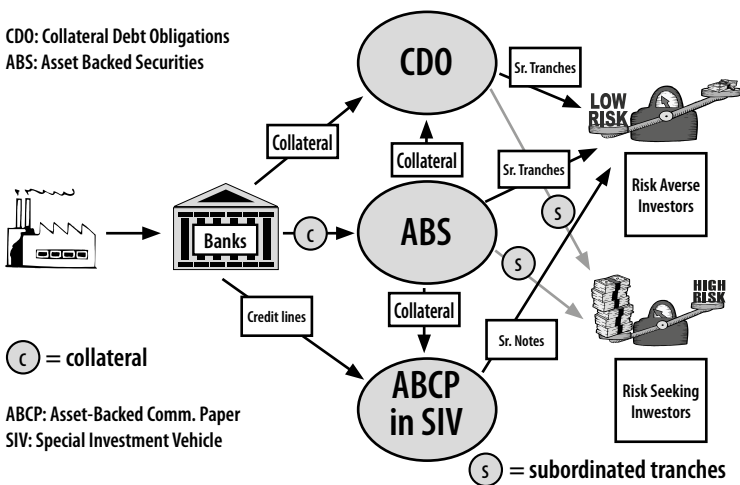 CDO: Collateral Debt Obligations
ABS: Asset Backed Securities
CDO
Sr. Tranches
LOW
RISK
Collateral
Collateral
Sr. Tranches
Risk Averse
Investors
Banks
C
ABS
S
S
Credit lines
Collateral
HIGH
RISK
Sr. Notes
C = collateral
ABCP
in SIV
Risk Seeking
Inwestors
ABCP: Asset-Backed Comm. Paper
SIV: Special Investment Vehicle
S = subordinated tranches